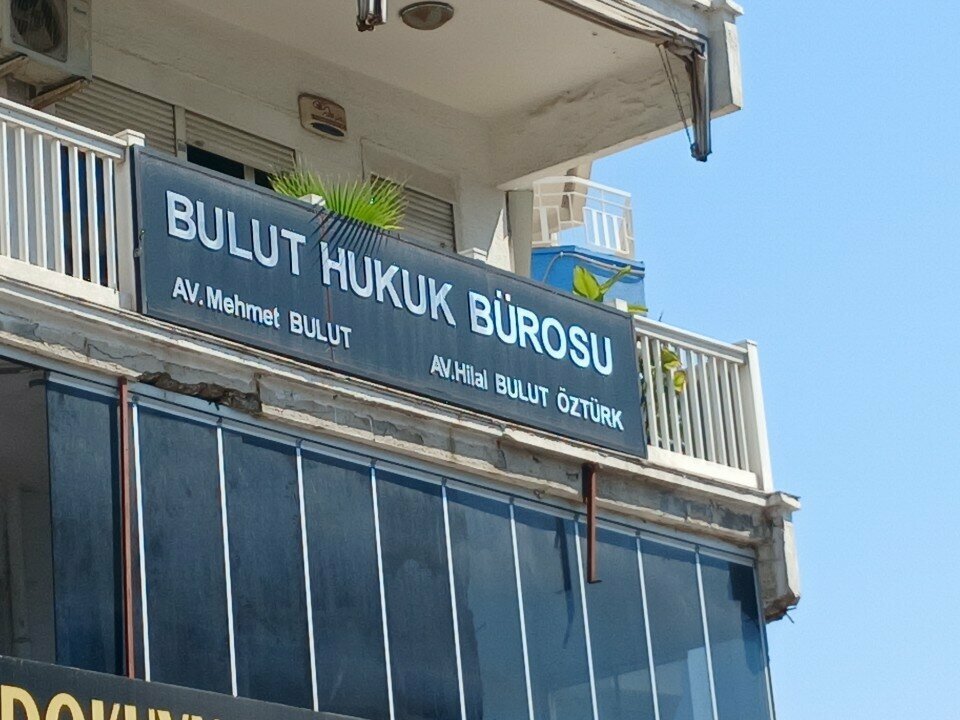 BULUT HUKUK BÜROSU
AV.Mehmet BULUT
AV.Hilal BULUT ÖZTÜRK